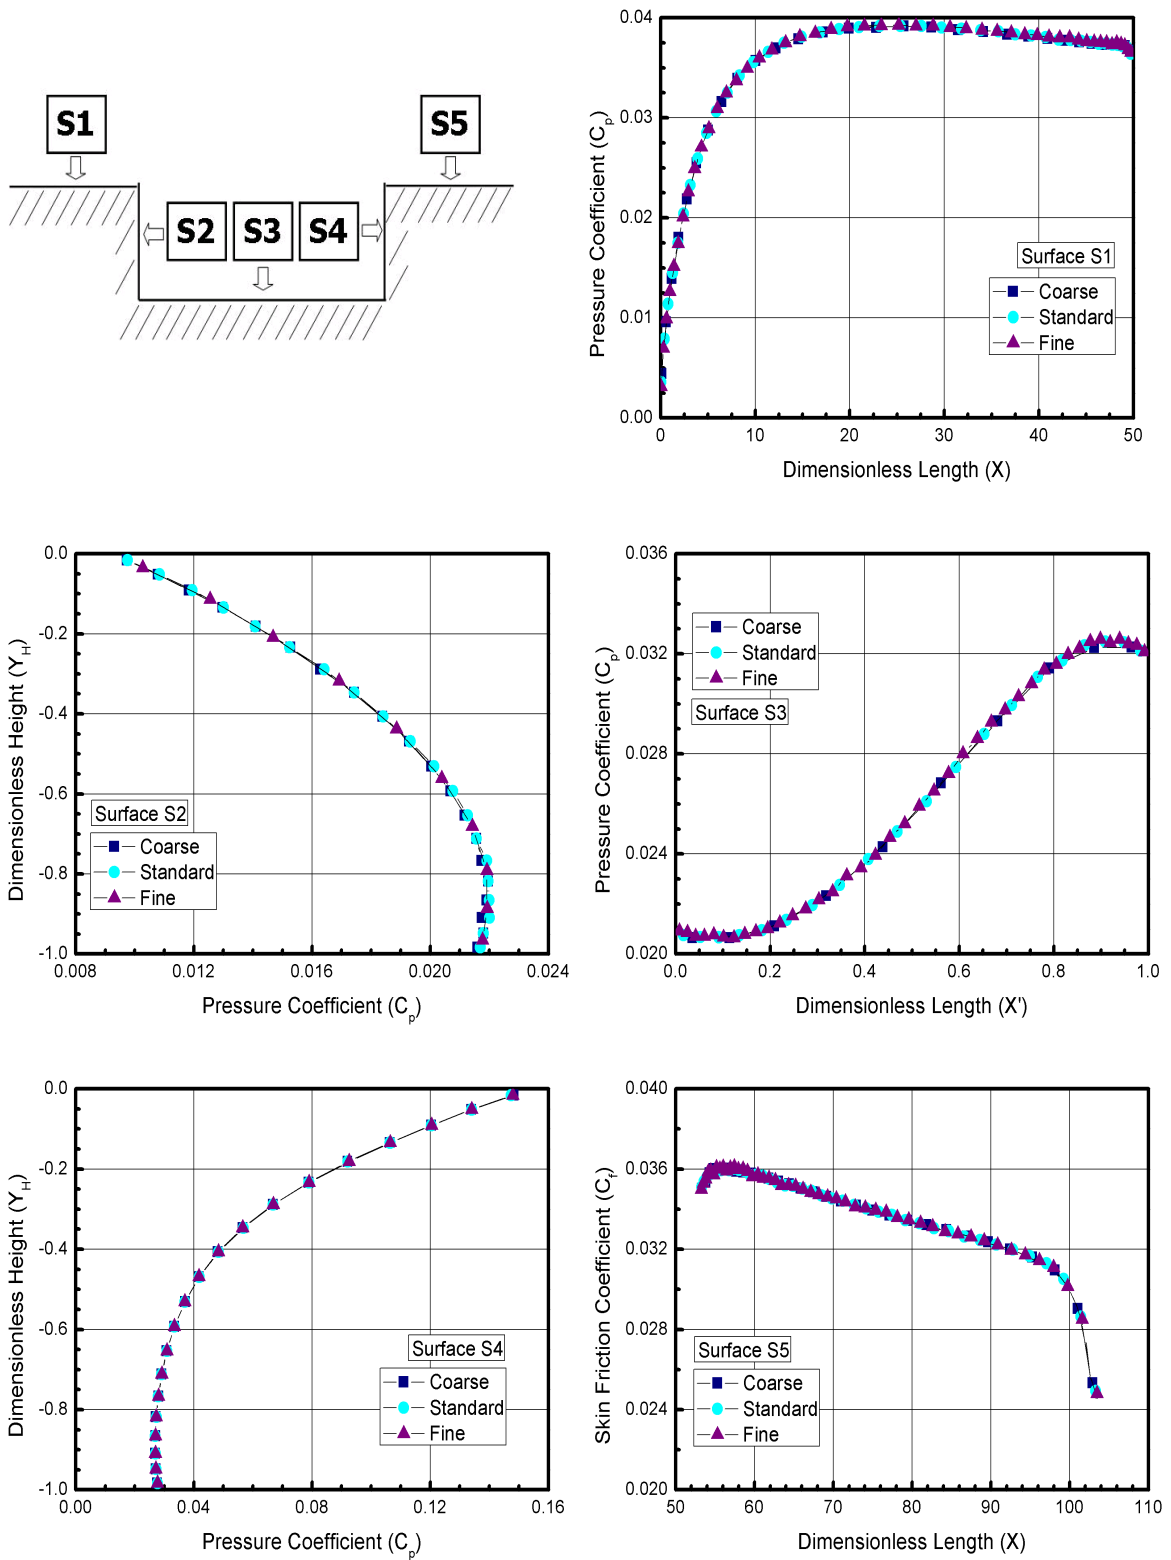 S1
S5
S2 S3 S4
0.04
0.03
0.02
0.01
0.00
Pressure Coefficient (Cp)
Surface S1
Coarse
Standard
Fine
0 10 20 30 40 50
Dimensionless Length (X)
0.0
-0.2
-0.4
-0.6
-0.8
-1.0
Dimensionless Height (YH)
Surface S2
Coarse
Standard
Fine
0.008 0.012 0.016 0.020 0.024
Pressure Coefficient (Cp)
0.036
0.032
0.028
0.024
0.020
Pressure Coefficient (Cp)
Coarse
Standard
Fine
Surface S3
0.0 0.2 0.4 0.6 0.8 1.0
Dimensionless Length (X')
0.0
-0.2
-0.4
-0.6
-0.8
-1.0
Dimensionless Height (YH)
Surface S4
Coarse
Standard
Fine
0.00 0.04 0.08 0.12 0.16
Pressure Coefficient (Cp)
0.040
0.036
0.032
0.028
0.024
0.020
Skin Friction Coefficient (Cf)
Surface S5
Coarse
Standard
Fine
50 60 70 80 90 100 110
Dimensionless Length (X)